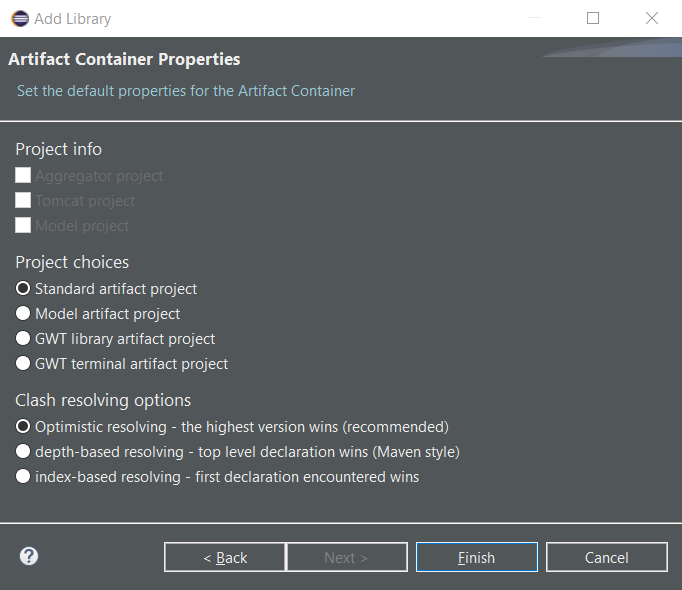 Add Library
Artifact Container Properties
Set the default properties for the Artifact Container
Project info
Aggregator project
Tomcat project
Model project
Project choices
Standard artifact project
Model artifact project
GWT library artifact project
GWT terminal artifact project
Clash resolving options
Optimistic resolving - the highest version wins (recommended)
depth-based resolving - top level declaration wins (Maven style)
index-based resolving - first declaration encountered wins
? < Back Next > Finish Cancel